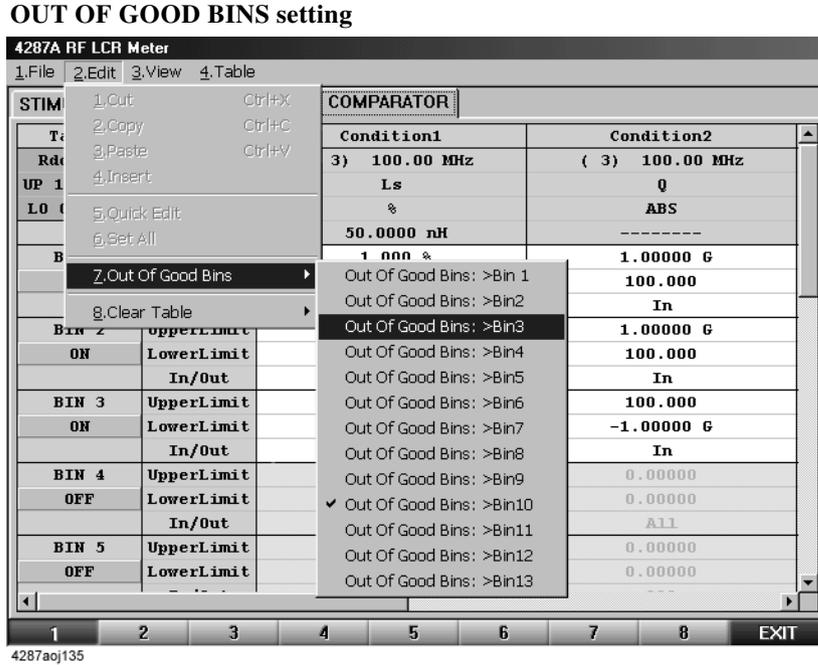 OUT OF GOOD BINS setting
4287A RF LCR Meter
1.File 2.Edit 3.View 4.Table
STIM COMPARATOR
1.Cut Ctrl+X
2.Copy Ctrl+C
3.Paste Ctrl+V
4.Insert
5.Quick Edit
6.Set All
7.Out Of Good Bins
8.Clear Table
Condition1 Condition2
3) 100.00 MHz ( 3) 100.00 MHz
UP 1 Ls Q
LO % ABS
50.0000 nH --------
1.000 % 1.00000 G
100.000
In
Out Of Good Bins: >Bin 1
Out Of Good Bins: >Bin2
Out Of Good Bins: >Bin3
Out Of Good Bins: >Bin4
Out Of Good Bins: >Bin5
Out Of Good Bins: >Bin6
Out Of Good Bins: >Bin7
Out Of Good Bins: >Bin8
Out Of Good Bins: >Bin9
Out Of Good Bins: >Bin10
Out Of Good Bins: >Bin11
Out Of Good Bins: >Bin12
Out Of Good Bins: >Bin13
BIN 2 UpperLimit 1.00000 G
ON LowerLimit 100.000
In/Out In
BIN 3 UpperLimit 100.000
ON LowerLimit -1.00000 G
In/Out In
BIN 4 UpperLimit 0.00000
OFF LowerLimit 0.00000
In/Out All
BIN 5 UpperLimit 0.00000
OFF LowerLimit 0.00000
1 2 3 4 5 6 7 8 EXIT
4287aoj135